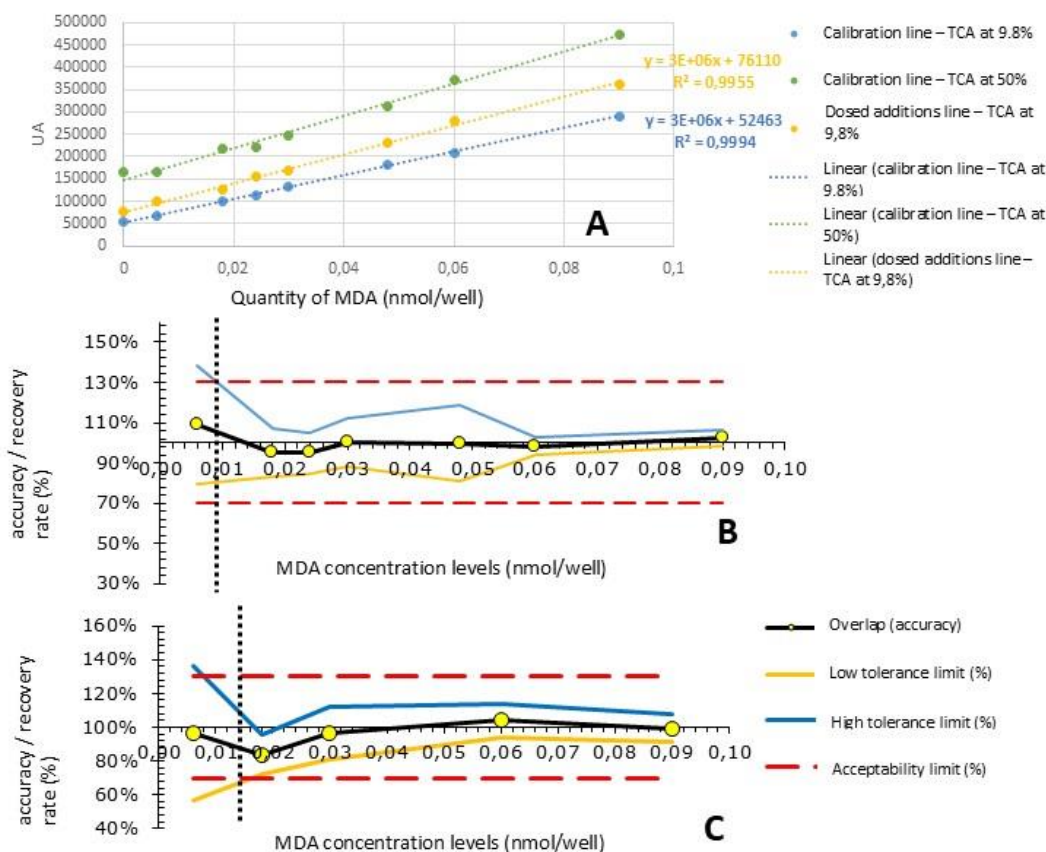 500000
450000
400000
350000
300000
250000
200000
150000
100000
50000
0
UA
0
0,02
0,04
0,06
0,08
0,1
Quantity of MDA (nmol/well)
y = 3E+06x + 76110
R² = 0,9955
y = 3E+06x + 52463
R² = 0,9994
A
Calibration line – TCA at 9.8%
Calibration line – TCA at 50%
Dosed additions line – TCA at
9,8%
Linear (calibration line – TCA at
9.8%)
Linear (calibration line – TCA at
50%)
Linear (dosed additions line –
TCA at 9,8%)
150%
130%
110%
90%
70%
50%
30%
accuracy / recovery
rate (%)
0,00
0,01
0,02
0,03
0,04
0,05
0,06
0,07
0,08
0,09
0,10
MDA concentration levels (nmol/well)
B
160%
140%
120%
100%
80%
60%
40%
accuracy / recovery
rate (%)
0,00
0,01
0,02
0,03
0,04
0,05
0,06
0,07
0,08
0,09
0,10
MDA concentration levels (nmol/well)
C
Overlap (accuracy)
Low tolerance limit (%)
High tolerance limit (%)
Acceptability limit (%)